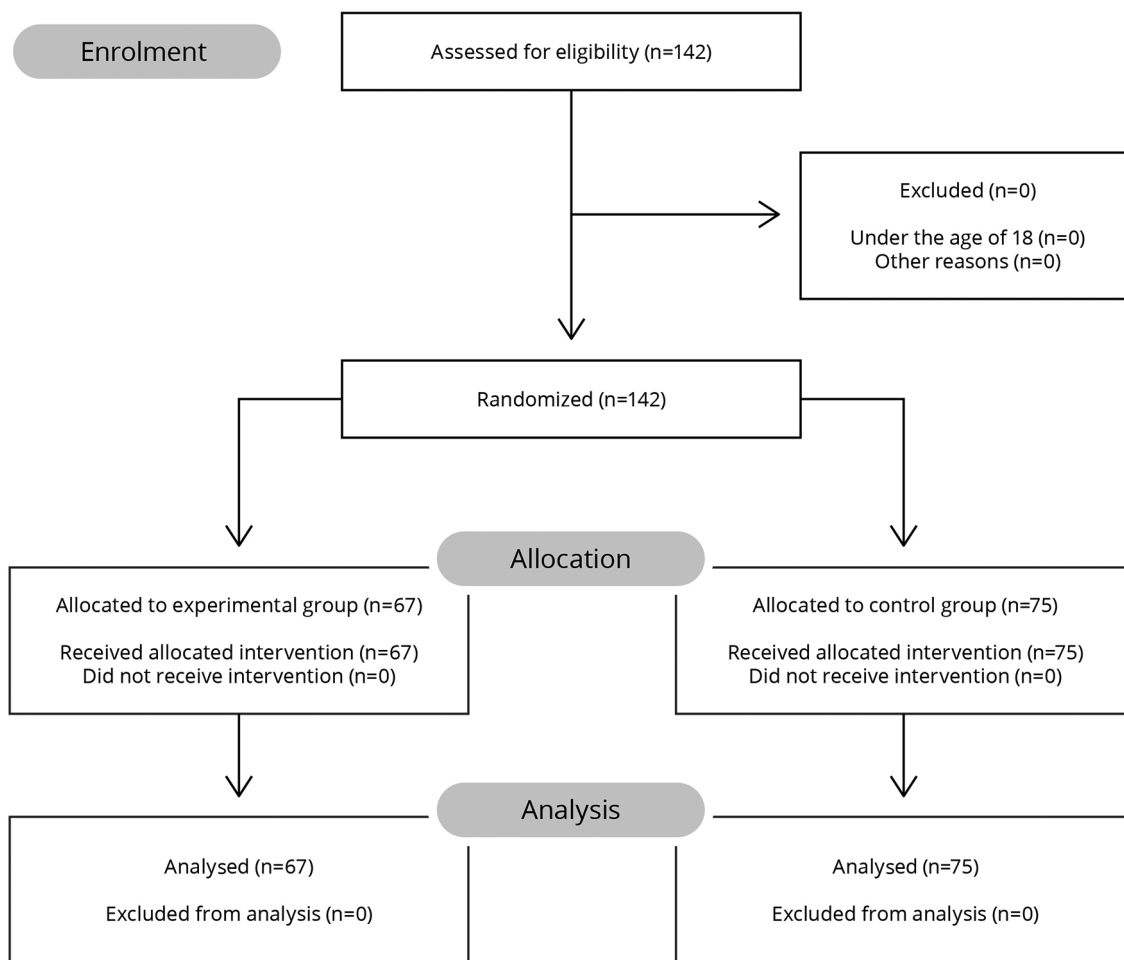 Enrolment
Assessed for eligibility (n=142)
Excluded (n=0)
Under the age of 18 (n=0)
Other reasons (n=0)
Randomized (n=142)
Allocation
Allocated to experimental group (n=67)
Received allocated intervention (n=67)
Did not receive intervention (n=0)
Allocated to control group (n=75)
Received allocated intervention (n=75)
Did not receive intervention (n=0)
Analysis
Analysed (n=67)
Excluded from analysis (n=0)
Analysed (n=75)
Excluded from analysis (n=0)